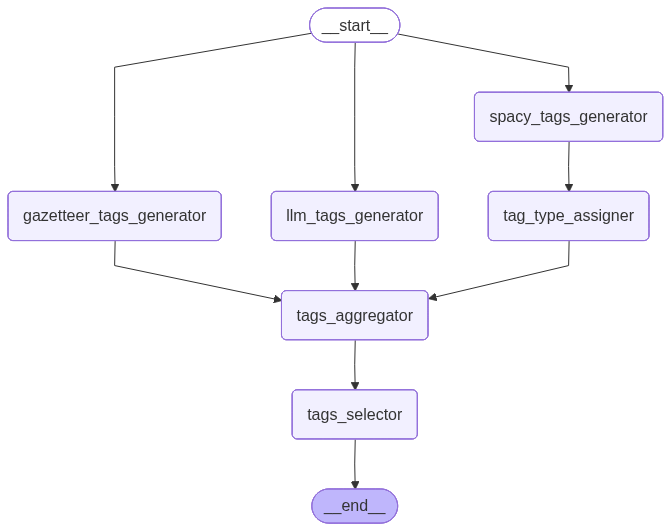 __start__
spacy_tags_generator
gazetteer_tags_generator
llm_tags_generator
tag_type_assigner
tags_aggregator
tags_selector
__end__